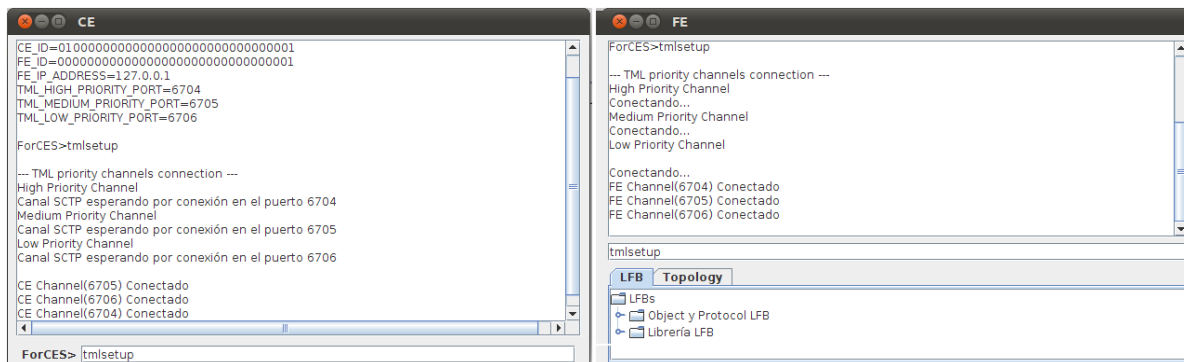 CE
CE_ID=01000000000000000000000000000001
FE_ID=00000000000000000000000000000001
FE_IP_ADDRESS=127.0.0.1
TML_HIGH_PRIORITY_PORT=6704
TML_MEDIUM_PRIORITY_PORT=6705
TML_LOW_PRIORITY_PORT=6706
ForCES>tmlsetup
--- TML priority channels connection ---
High Priority Channel
Canal SCTP esperando por conexión en el puerto 6704
Medium Priority Channel
Canal SCTP esperando por conexión en el puerto 6705
Low Priority Channel
Canal SCTP esperando por conexión en el puerto 6706
CE Channel(6705) Conectado
CE Channel(6706) Conectado
CE Channel(6704) Conectado
ForCES> tmlsetup
FE
ForCES>tmlsetup
--- TML priority channels connection ---
High Priority Channel
Conectando...
Medium Priority Channel
Conectando...
Low Priority Channel
Conectando...
FE Channel(6704) Conectado
FE Channel(6705) Conectado
FE Channel(6706) Conectado
tmlsetup
LFB Topology
LFBs
Object y Protocol LFB
Librería LFB